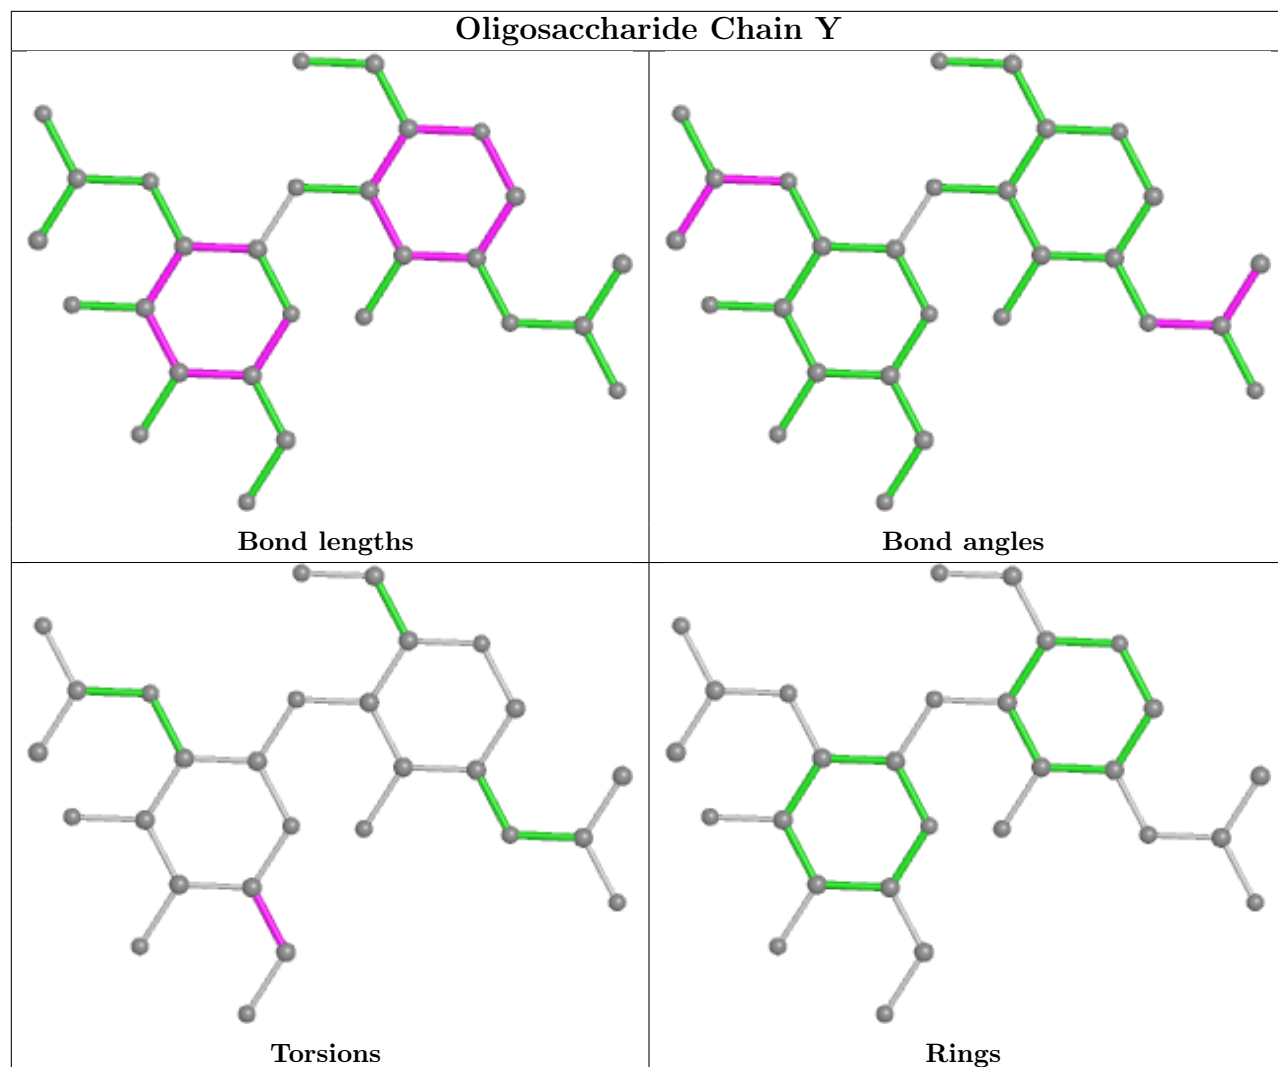 Oligosaccharide Chain Y
Bond lengths
Bond angles
Torsions
Rings